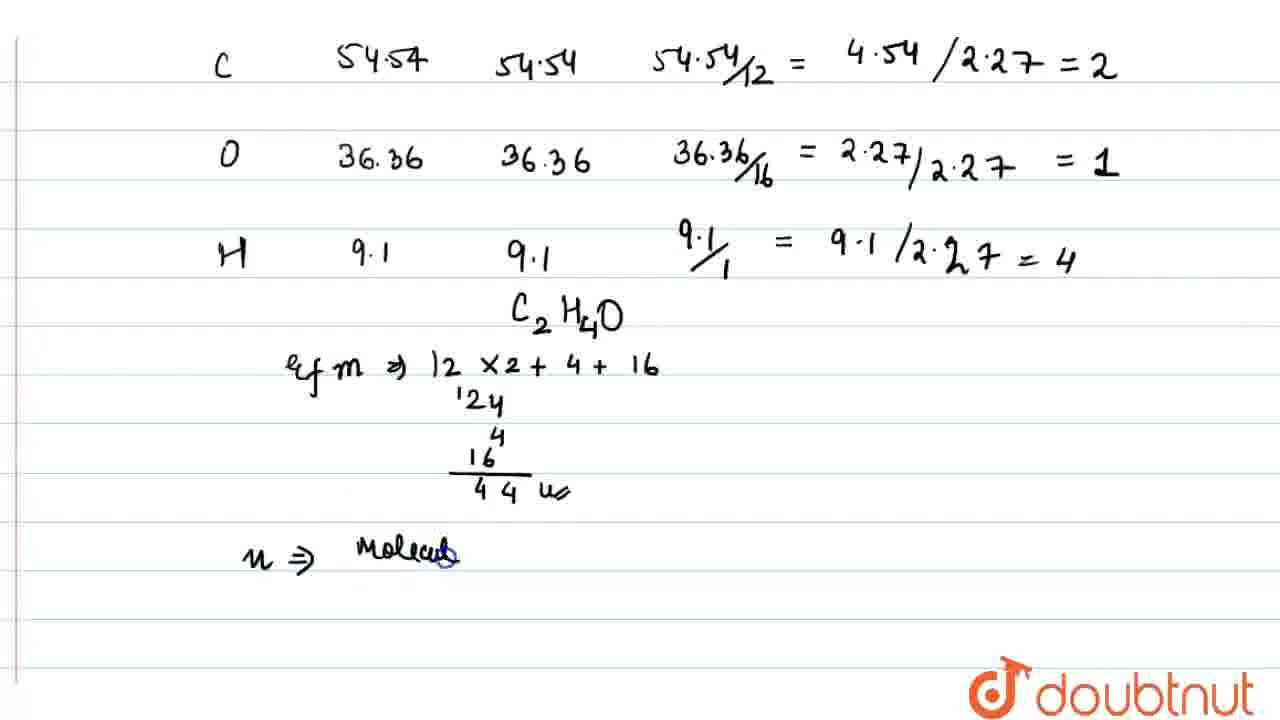 C 54.54 54.54 54.54/12 = 4.54 / 2.27 = 2
O 36.36 36.36 36.36/16 = 2.27 / 2.27 = 1
H 9.1 9.1 9.1/1 = 9.1 / 2.27 = 4
C2H4O
Efm ⇒ 12 × 2 + 4 + 16
124
4
16
44 u
n ⇒ Molecul
doubtnut